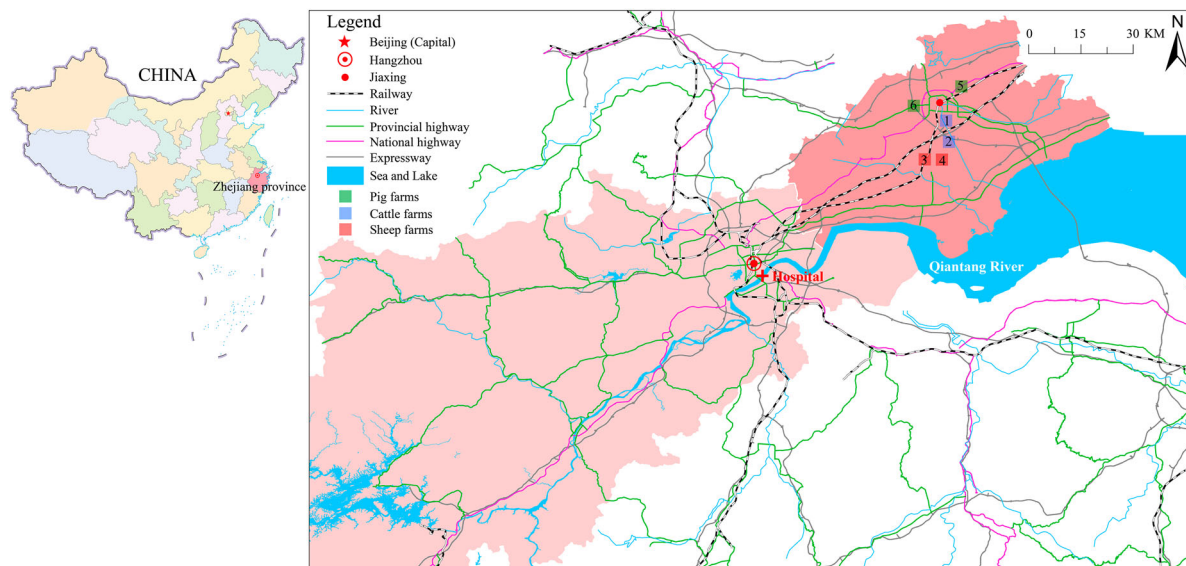 CHINA
Zhejiang province
Legend
Beijing (Capital)
Hangzhou
Jiaxing
Railway
River
Provincial highway
National highway
Expressway
Sea and Lake
Pig farms
Cattle farms
Sheep farms
N
0 15 30 KM
5
6
1
2
3 4
Qiantang River
Hospital